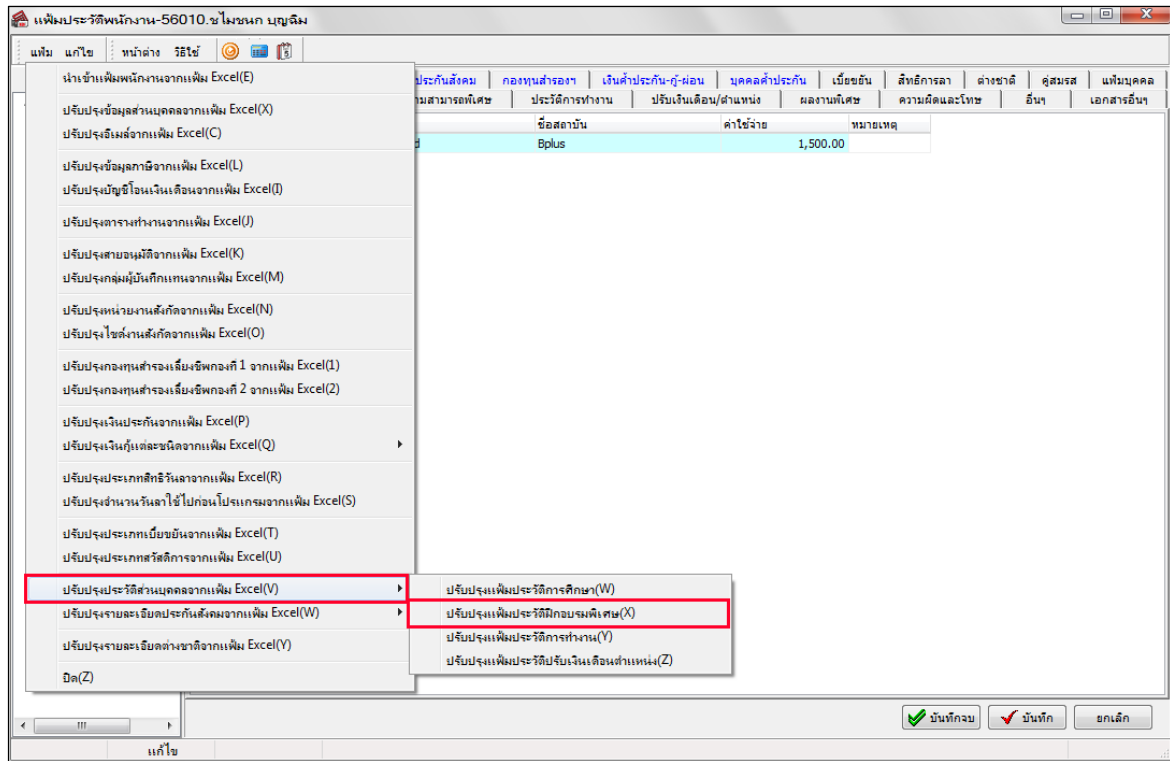 แฟ้มประวัติพนักงาน-56010.ชไมชนก บุญฉิม
แฟ้ม แก้ไข หน้าต่าง วิธีใช้
นำเข้าแฟ้มพนักงานจากแฟ้ม Excel(E)
ปรับปรุงข้อมูลส่วนบุคคลจากแฟ้ม Excel(X)
ปรับปรุงอีเมล์จากแฟ้ม Excel(C)
ปรับปรุงข้อมูลภาษีจากแฟ้ม Excel(L)
ปรับปรุงบัญชีโอนเงินเดือนจากแฟ้ม Excel(I)
ปรับปรุงตารางทำงานจากแฟ้ม Excel(J)
ปรับปรุงสายอนุมัติจากแฟ้ม Excel(K)
ปรับปรุงกลุ่มผู้บันทึกแทนจากแฟ้ม Excel(M)
ปรับปรุงหน่วยงานสังกัดจากแฟ้ม Excel(N)
ปรับปรุงไซต์งานสังกัดจากแฟ้ม Excel(O)
ปรับปรุงกองทุนสำรองเลี้ยงชีพกองที่ 1 จากแฟ้ม Excel(1)
ปรับปรุงกองทุนสำรองเลี้ยงชีพกองที่ 2 จากแฟ้ม Excel(2)
ปรับปรุงเงินประกันจากแฟ้ม Excel(P)
ปรับปรุงเงินกู้แต่ละชนิดจากแฟ้ม Excel(Q)
ปรับปรุงประเภทสิทธิวันลาจากแฟ้ม Excel(R)
ปรับปรุงจำนวนวันลาใช้ไปก่อนโปรแกรมจากแฟ้ม Excel(S)
ปรับปรุงประเภทเบี้ยขยันจากแฟ้ม Excel(T)
ปรับปรุงประเภทสวัสดิการจากแฟ้ม Excel(U)
ปรับปรุงประวัติส่วนบุคคลจากแฟ้ม Excel(V)
ปรับปรุงรายละเอียดประกันสังคมจากแฟ้ม Excel(W)
ปรับปรุงรายละเอียดต่างชาติจากแฟ้ม Excel(Y)
ปิด(Z)
ประกันสังคม กองทุนสำรองฯ เงินค้ำประกัน-กู้-ผ่อน บุคคลค้ำประกัน เบี้ยขยัน สิทธิการลา ต่างชาติ คู่สมรส แฟ้มบุคคล
ามสามารถพิเศษ ประวัติการทำงาน ปรับเงินเดือน/ตำแหน่ง ผลงานพิเศษ ความผิดและโทษ อื่นๆ เอกสารอื่นๆ
ชื่อสถาบัน ค่าใช้จ่าย หมายเหตุ
Bplus 1,500.00
ปรับปรุงแฟ้มประวัติการศึกษา(W)
ปรับปรุงแฟ้มประวัติฝึกอบรมพิเศษ(X)
ปรับปรุงแฟ้มประวัติการทำงาน(Y)
ปรับปรุงแฟ้มประวัติปรับเงินเดือนตำแหน่ง(Z)
บันทึกจบ บันทึก ยกเลิก
แก้ไข